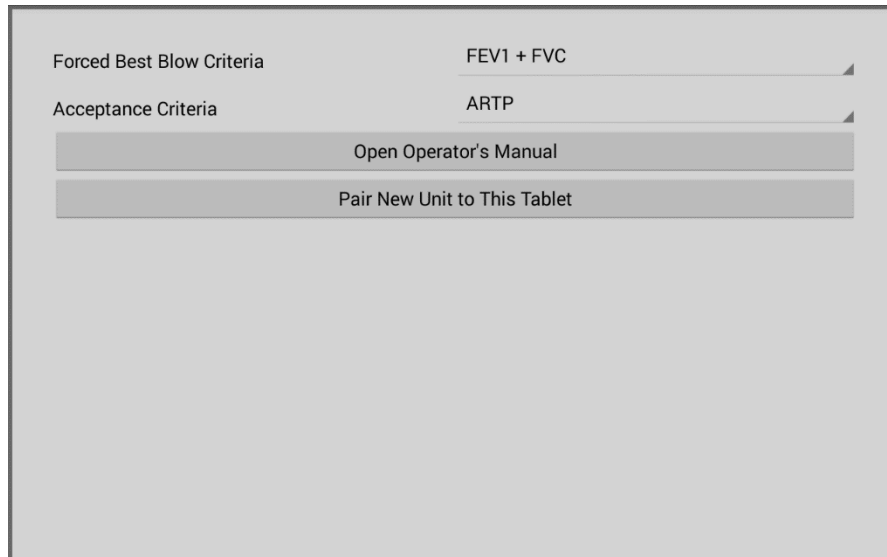 Forced Best Blow Criteria FEV1 + FVC
Acceptance Criteria ARTP
Open Operator's Manual
Pair New Unit to This Tablet